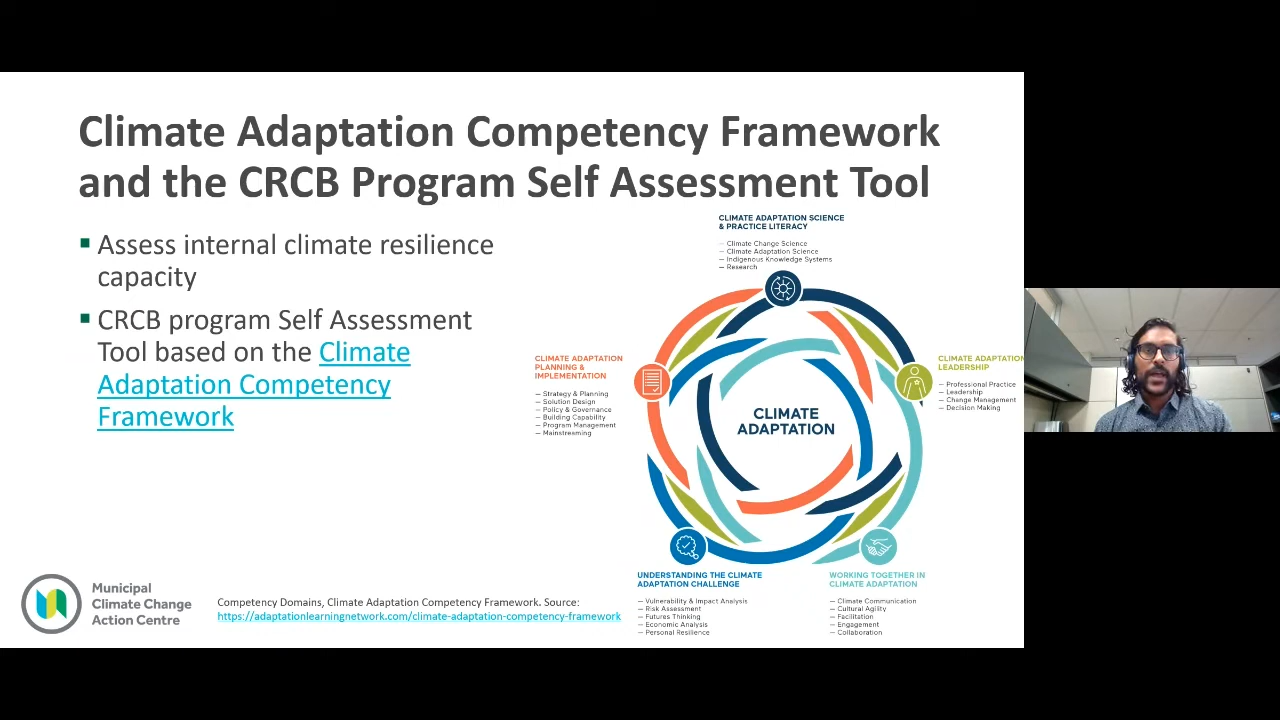 Climate Adaptation Competency Framework
and the CRCB Program Self Assessment Tool
▪ Assess internal climate resilience
capacity
▪ CRCB program Self Assessment
Tool based on the Climate
Adaptation Competency
Framework
CLIMATE ADAPTATION SCIENCE
& PRACTICE LITERACY
— Climate Change Science
— Climate Adaptation Science
— Indigenous Knowledge Systems
— Research
CLIMATE ADAPTATION
PLANNING &
IMPLEMENTATION
— Strategy & Planning
— Solution Design
— Policy & Governance
— Building Capability
— Program Management
— Mainstreaming
CLIMATE
ADAPTATION
CLIMATE ADAPTATION
LEADERSHIP
— Professional Practice
— Leadership
— Change Management
— Decision Making
UNDERSTANDING THE CLIMATE
ADAPTATION CHALLENGE
— Vulnerability & Impact Analysis
— Risk Assessment
— Futures Thinking
— Economic Analysis
— Personal Resilience
WORKING TOGETHER IN
CLIMATE ADAPTATION
— Climate Communication
— Cultural Agility
— Facilitation
— Engagement
— Collaboration
Municipal
Climate Change
Action Centre
Competency Domains, Climate Adaptation Competency Framework. Source:
https://adaptationlearningnetwork.com/climate-adaptation-competency-framework